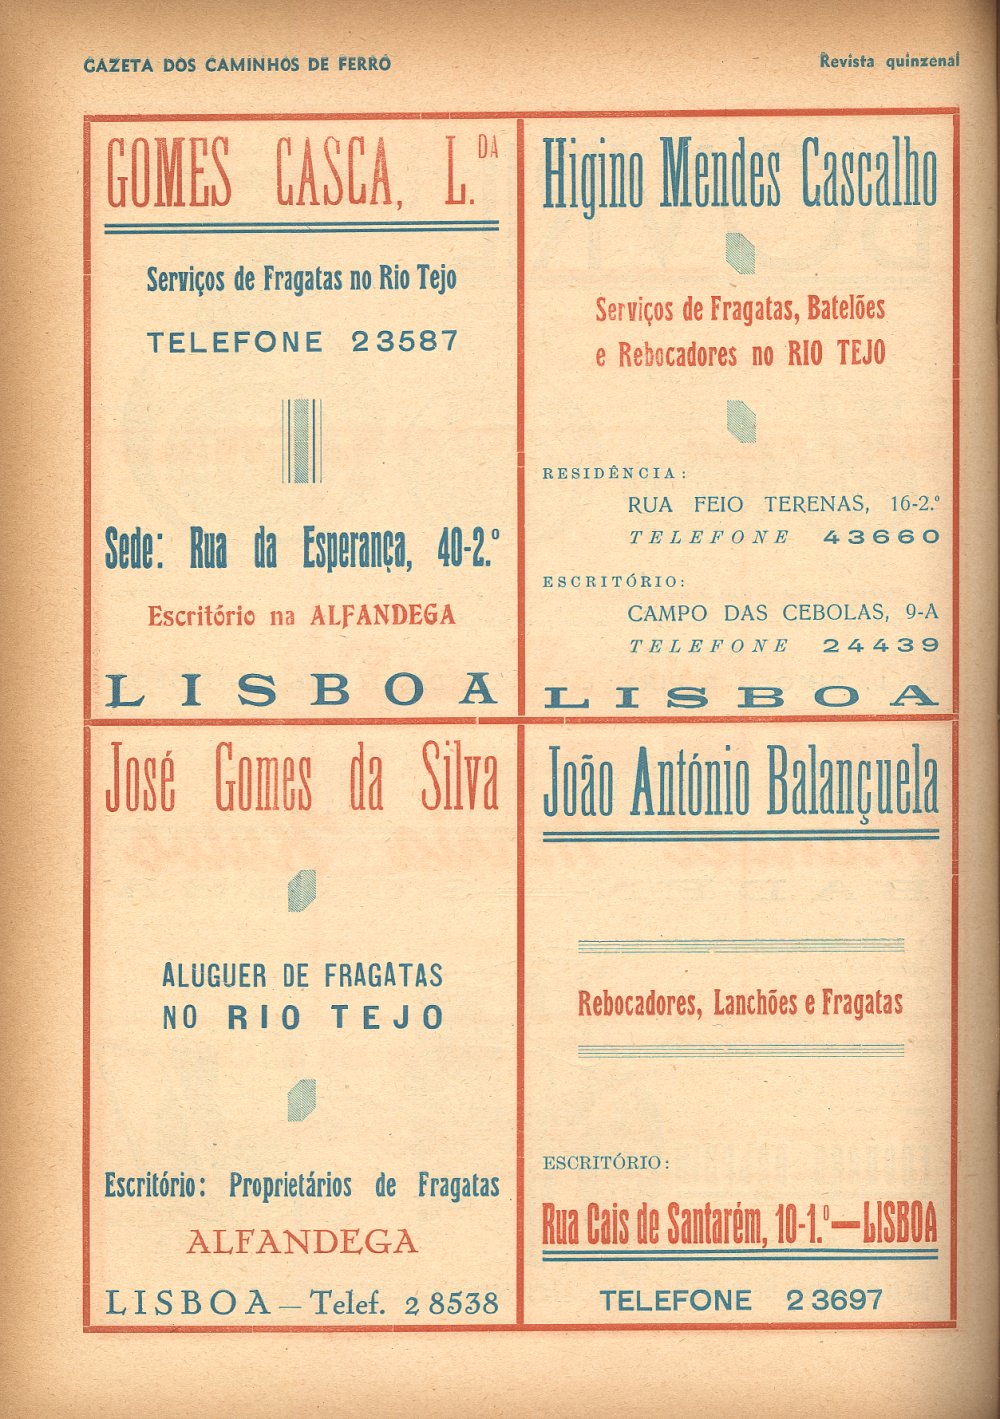 GAZETA DOS CAMINHOS DE FERRO
Revista quinzenal
GOMES CASCA, L.DA
Serviços de Fragatas no Rio Tejo
TELEFONE 23587
Sede: Rua da Esperança, 40-2.º
Escritório na ALFANDEGA
LISBOA
Higino Mendes Cascalho
Serviços de Fragatas, Batelões
e Rebocadores no RIO TEJO
RESIDÊNCIA:
RUA FEIO TERENAS, 16-2.º
TELEFONE 43660
ESCRITÓRIO:
CAMPO DAS CEBOLAS, 9-A
TELEFONE 24439
LISBOA
José Gomes da Silva
ALUGUER DE FRAGATAS
NO RIO TEJO
Escritório: Proprietários de Fragatas
ALFANDEGA
LISBOA — Telef. 2 8538
João António Balançuela
Rebocadores, Lanchões e Fragatas
ESCRITÓRIO:
Rua Cais de Santarém, 10-1.º—LISBOA
TELEFONE 23697